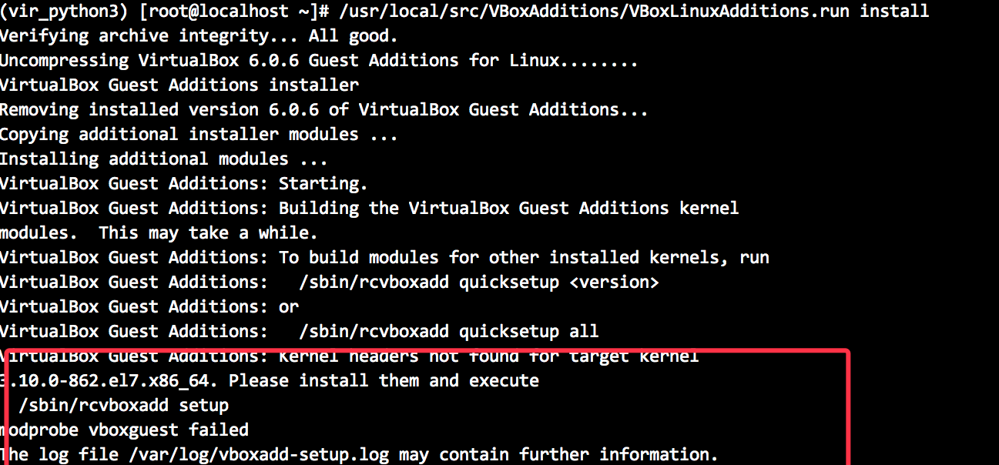 (vir_python3) [root@localhost ~]# /usr/local/src/VBoxAdditions/VBoxLinuxAdditions.run install
Verifying archive integrity... All good.
Uncompressing VirtualBox 6.0.6 Guest Additions for Linux........
VirtualBox Guest Additions installer
Removing installed version 6.0.6 of VirtualBox Guest Additions...
Copying additional installer modules ...
Installing additional modules ...
VirtualBox Guest Additions: Starting.
VirtualBox Guest Additions: Building the VirtualBox Guest Additions kernel
modules.  This may take a while.
VirtualBox Guest Additions: To build modules for other installed kernels, run
VirtualBox Guest Additions:   /sbin/rcvboxadd quicksetup <version>
VirtualBox Guest Additions: or
VirtualBox Guest Additions:   /sbin/rcvboxadd quicksetup all
VirtualBox Guest Additions: Kernel headers not found for target kernel
3.10.0-862.el7.x86_64. Please install them and execute
  /sbin/rcvboxadd setup
modprobe vboxguest failed
The log file /var/log/vboxadd-setup.log may contain further information.